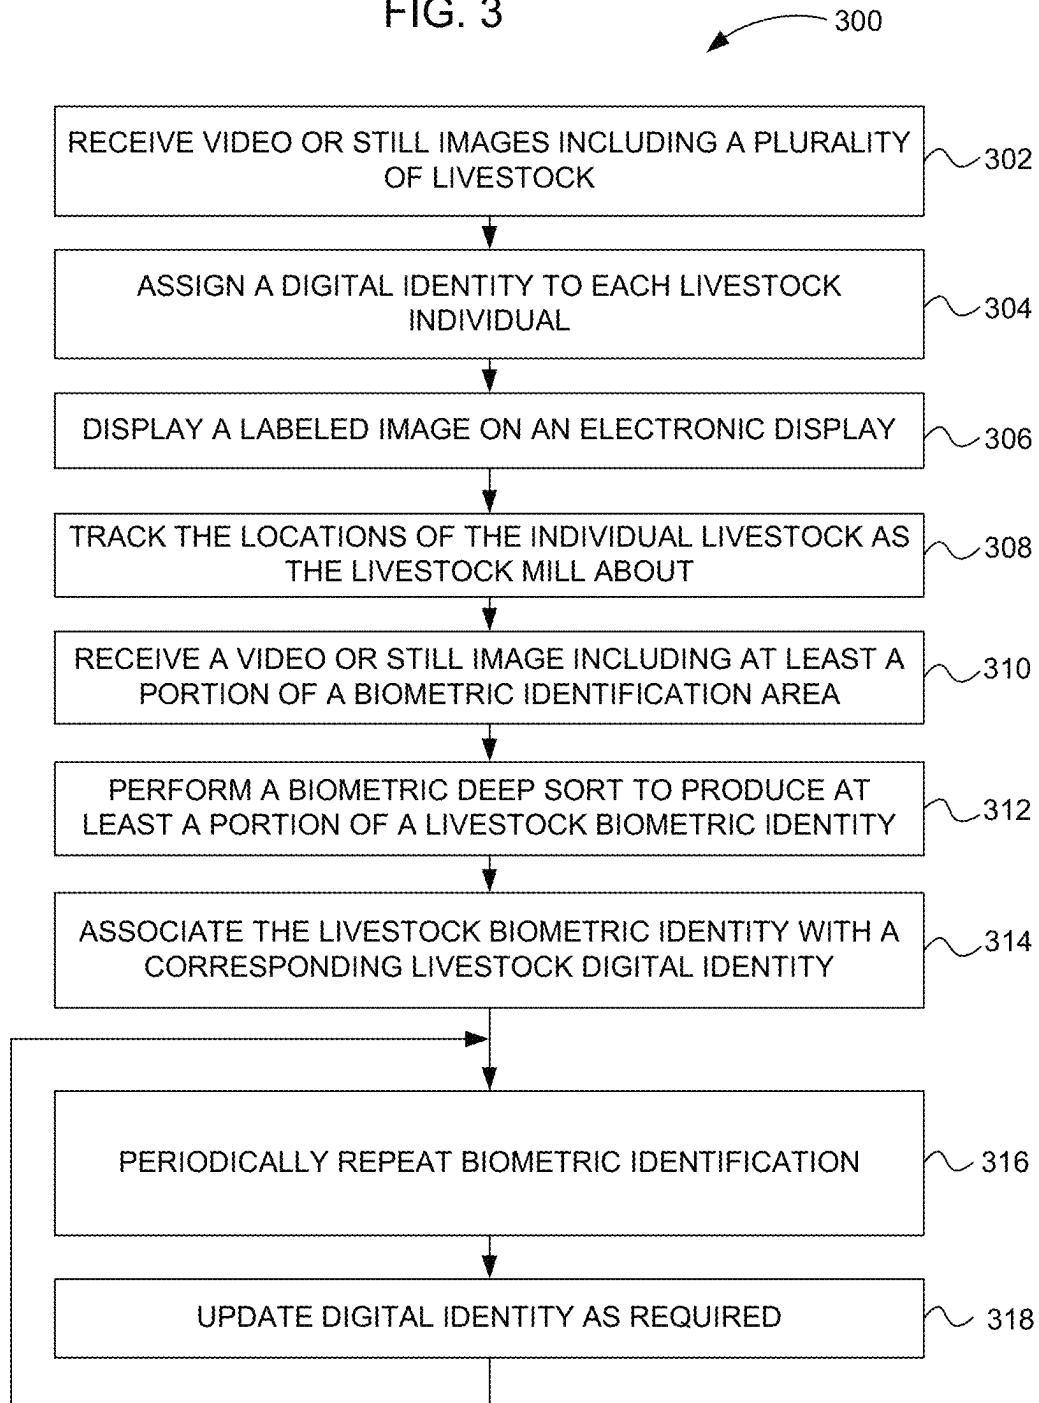 FIG. 3
300
RECEIVE VIDEO OR STILL IMAGES INCLUDING A PLURALITY
OF LIVESTOCK
302
ASSIGN A DIGITAL IDENTITY TO EACH LIVESTOCK
INDIVIDUAL
304
DISPLAY A LABELED IMAGE ON AN ELECTRONIC DISPLAY
306
TRACK THE LOCATIONS OF THE INDIVIDUAL LIVESTOCK AS
THE LIVESTOCK MILL ABOUT
308
RECEIVE A VIDEO OR STILL IMAGE INCLUDING AT LEAST A
PORTION OF A BIOMETRIC IDENTIFICATION AREA
310
PERFORM A BIOMETRIC DEEP SORT TO PRODUCE AT
LEAST A PORTION OF A LIVESTOCK BIOMETRIC IDENTITY
312
ASSOCIATE THE LIVESTOCK BIOMETRIC IDENTITY WITH A
CORRESPONDING LIVESTOCK DIGITAL IDENTITY
314
PERIODICALLY REPEAT BIOMETRIC IDENTIFICATION
316
UPDATE DIGITAL IDENTITY AS REQUIRED
318